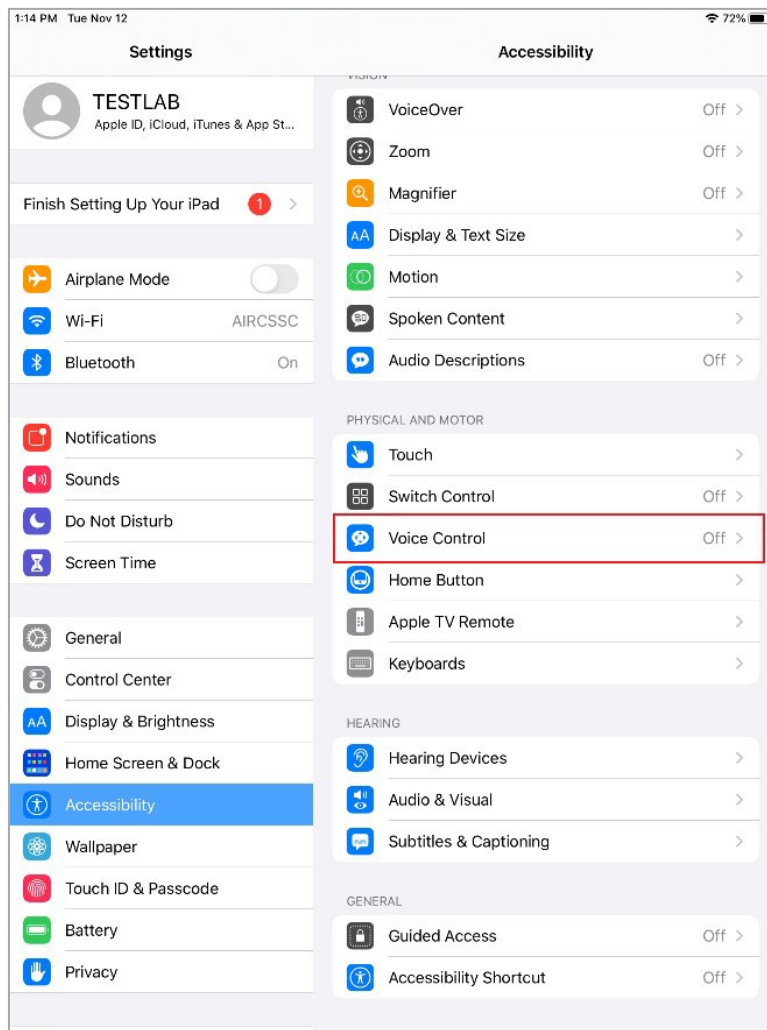 1:14 PM Tue Nov 12
72%
Settings
TESTLAB
Apple ID, iCloud, iTunes & App St...
Finish Setting Up Your iPad 1
Airplane Mode
Wi-Fi AIRCSSC
Bluetooth On
Notifications
Sounds
Do Not Disturb
Screen Time
General
Control Center
AA Display & Brightness
Home Screen & Dock
Accessibility
Wallpaper
Touch ID & Passcode
Battery
Privacy
Accessibility
VISION
VoiceOver Off
Zoom Off
Magnifier Off
AA Display & Text Size
Motion
Spoken Content
Audio Descriptions Off
PHYSICAL AND MOTOR
Touch
Switch Control Off
Voice Control Off
Home Button
Apple TV Remote
Keyboards
HEARING
Hearing Devices
Audio & Visual
Subtitles & Captioning
GENERAL
Guided Access Off
Accessibility Shortcut Off